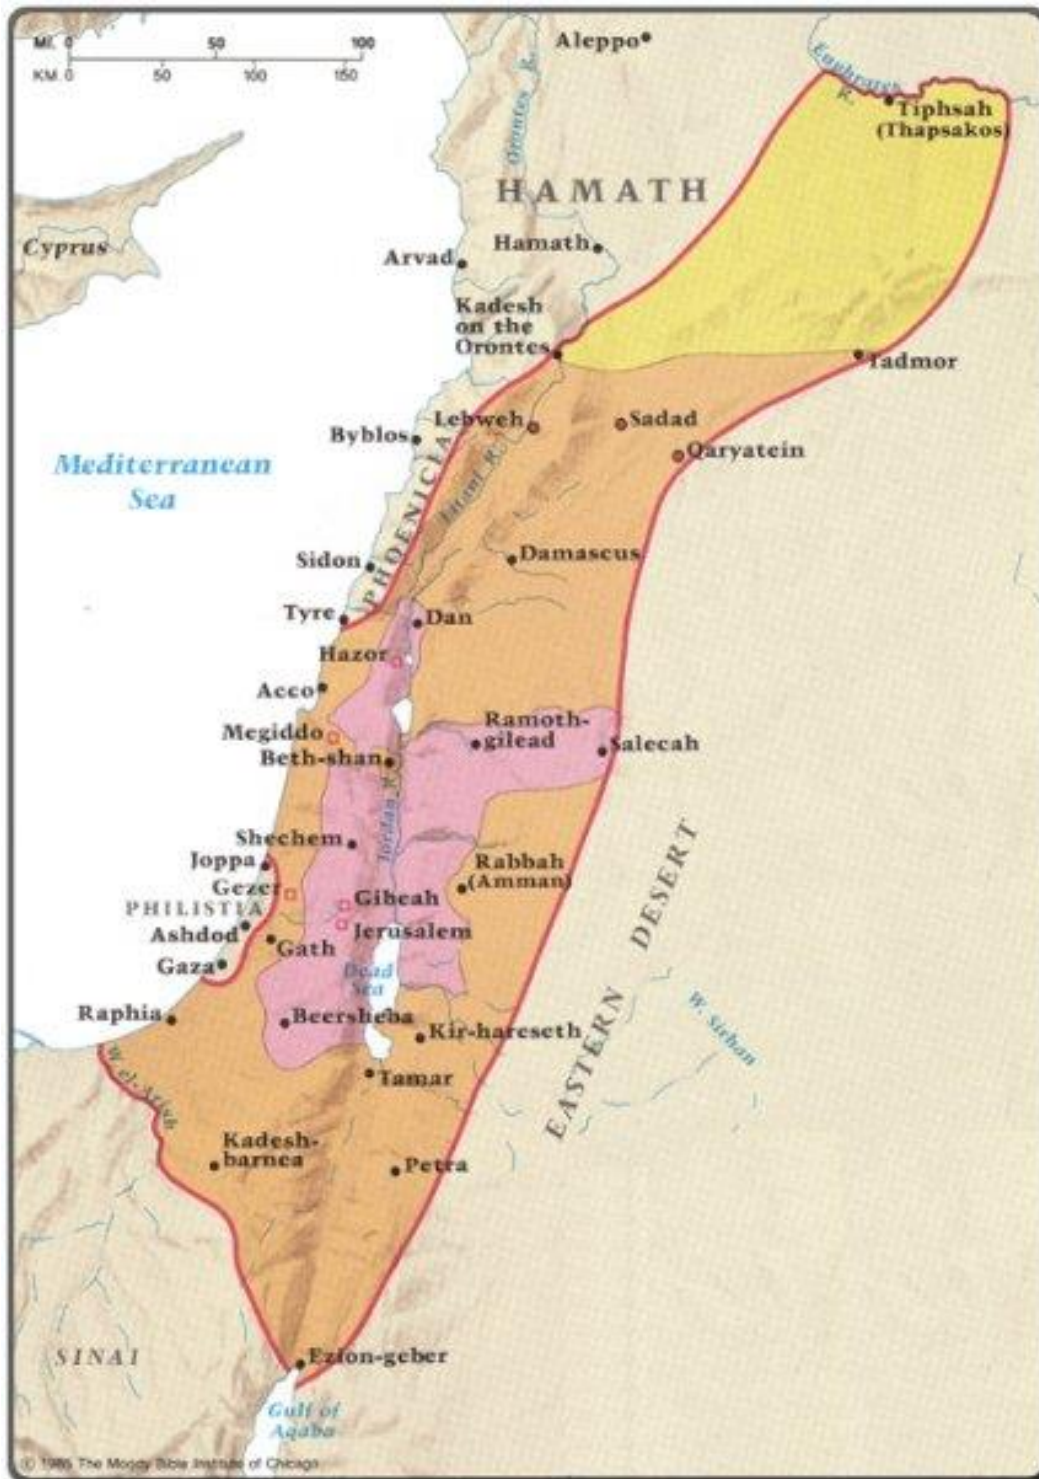 MI. 0 50 100
KM. 0 50 100 150
Aleppo
Orontes R.
Euphrates
R.
Tiphsah
(Thapsakos)
HAMATH
Cyprus
Hamath
Arvad
Kadesh
on the
Orontes
Tadmor
Lebweh
Sadad
Byblos
Qaryatein
Mediterranean
Sea
PHOENICIA
Litani R.
Sidon
Damascus
Tyre
Dan
Hazor
Acco
Megiddo
Ramoth-
gilead
Salecah
Beth-shan
Jordan R.
Shechem
Joppa
Rabbah
(Amman)
Gezer
Gibeah
PHILISTIA
Ashdod
Jerusalem
Gath
Gaza
Dead
Sea
EASTERN DESERT
Raphia
Beersheba
Kir-hareseth
W. Sirhan
W. el-Arish
Tamar
Kadesh-
barnea
Petra
SINAI
Ezion-geber
Gulf of
Aqaba
© 1985 The Moody Bible Institute of Chicago